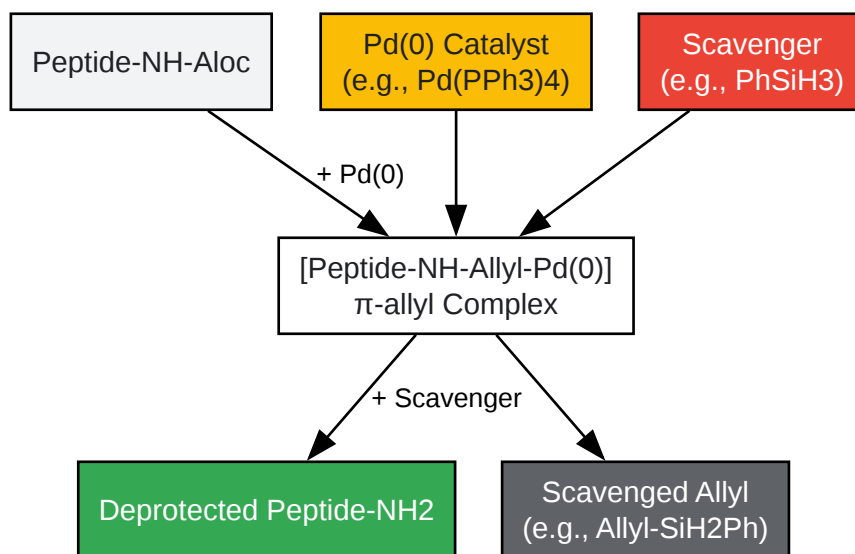 Peptide-NH-Aloc
Pd(0) Catalyst
(e.g., Pd(PPh3)4)
Scavenger
(e.g., PhSiH3)
+ Pd(0)
[Peptide-NH-Allyl-Pd(0)]
π-allyl Complex
+ Scavenger
Deprotected Peptide-NH2
Scavenged Allyl
(e.g., Allyl-SiH2Ph)